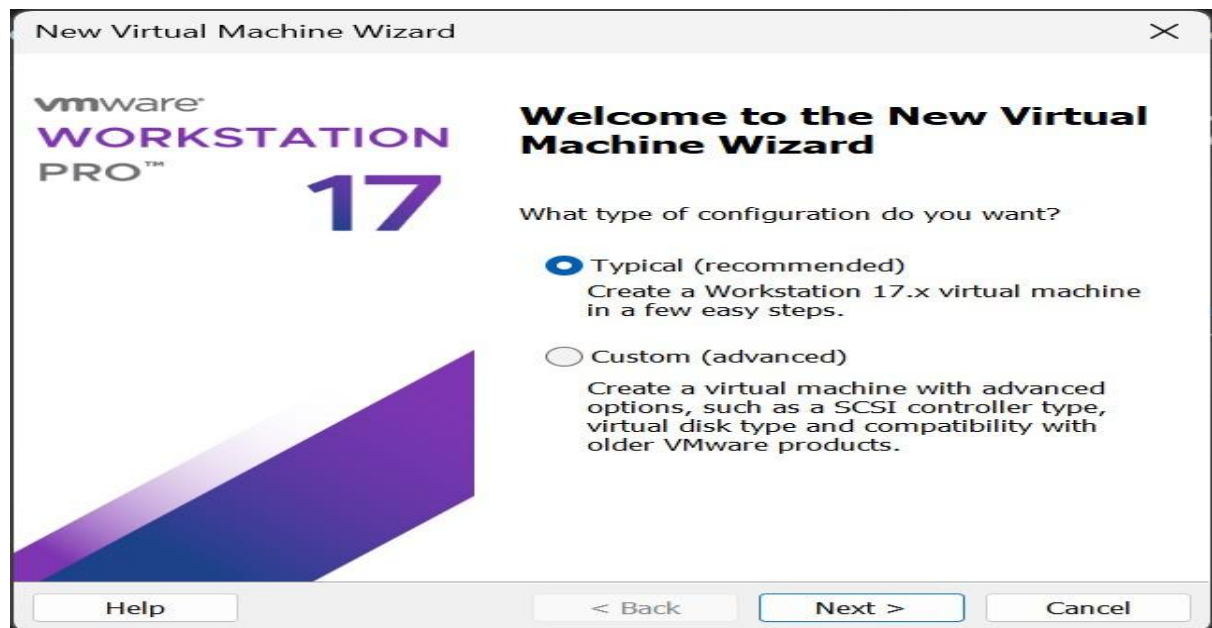 New Virtual Machine Wizard
vmware®
WORKSTATION
PRO™
17
Welcome to the New Virtual
Machine Wizard
What type of configuration do you want?
Typical (recommended)
Create a Workstation 17.x virtual machine
in a few easy steps.
Custom (advanced)
Create a virtual machine with advanced
options, such as a SCSI controller type,
virtual disk type and compatibility with
older VMware products.
Help
< Back
Next >
Cancel